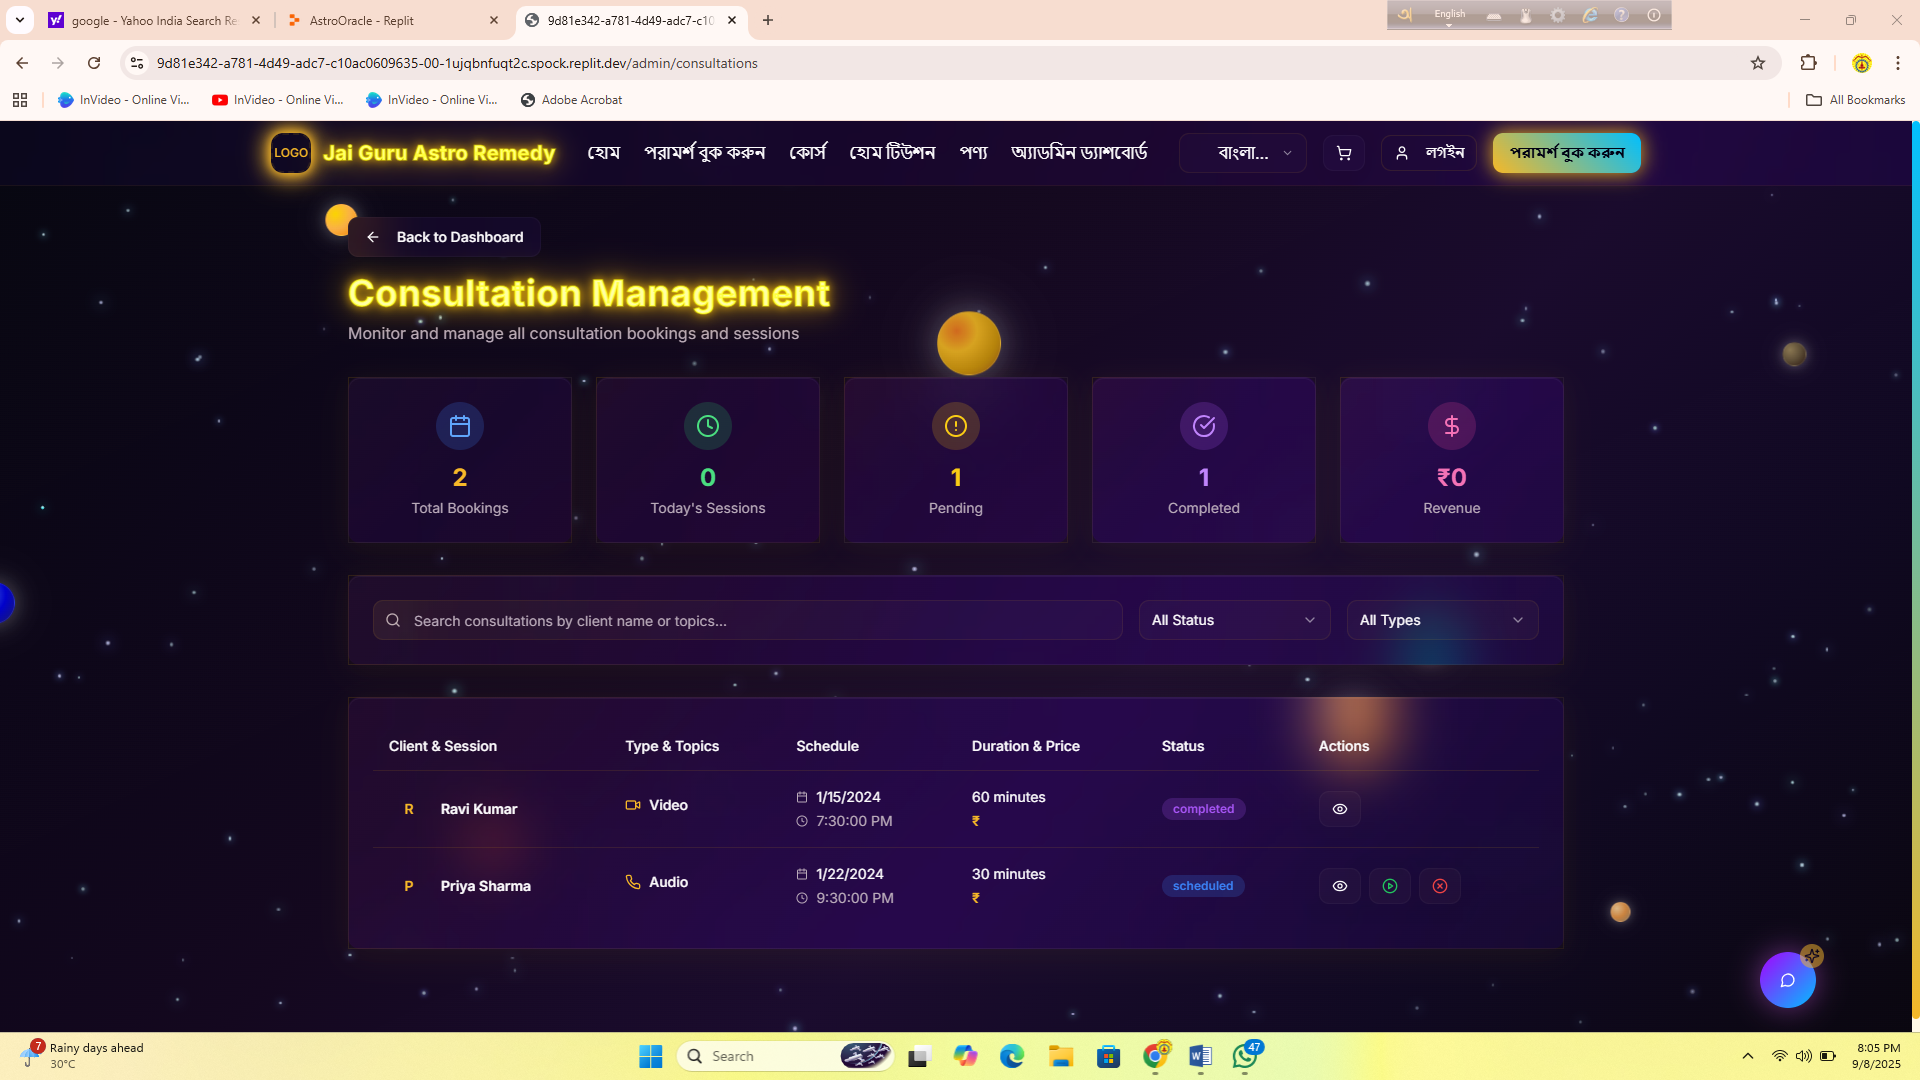 google - Yahoo India Search Re
AstroOracle - Replit
9d81e342-a781-4d49-adc7-c10
অ
English
9d81e342-a781-4d49-adc7-c10ac0609635-00-1ujqbnfuqt2c.spock.replit.dev/admin/consultations
InVideo - Online Vi...
InVideo - Online Vi...
InVideo - Online Vi...
Adobe Acrobat
All Bookmarks
LOGO
Jai Guru Astro Remedy
হোম
পরামর্শ বুক করুন
কোর্স
হোম টিউশন
পণ্য
অ্যাডমিন ড্যাশবোর্ড
বাংলা...
লগইন
পরামর্শ বুক করুন
Back to Dashboard
Consultation Management
Monitor and manage all consultation bookings and sessions
2
Total Bookings
0
Today's Sessions
1
Pending
1
Completed
₹0
Revenue
Search consultations by client name or topics...
All Status
All Types
Client & Session
Type & Topics
Schedule
Duration & Price
Status
Actions
R
Ravi Kumar
Video
1/15/2024
7:30:00 PM
60 minutes
₹
completed
P
Priya Sharma
Audio
1/22/2024
9:30:00 PM
30 minutes
₹
scheduled
7
Rainy days ahead
30°C
Search
47
8:05 PM
9/8/2025